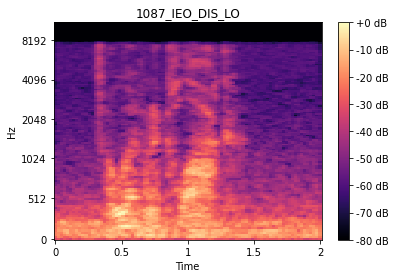 1087_IEO_DIS_LO
8192
4096
2048
1024
512
0
Hz
0
0.5
1
1.5
2
Time
+0 dB
-10 dB
-20 dB
-30 dB
-40 dB
-50 dB
-60 dB
-70 dB
-80 dB